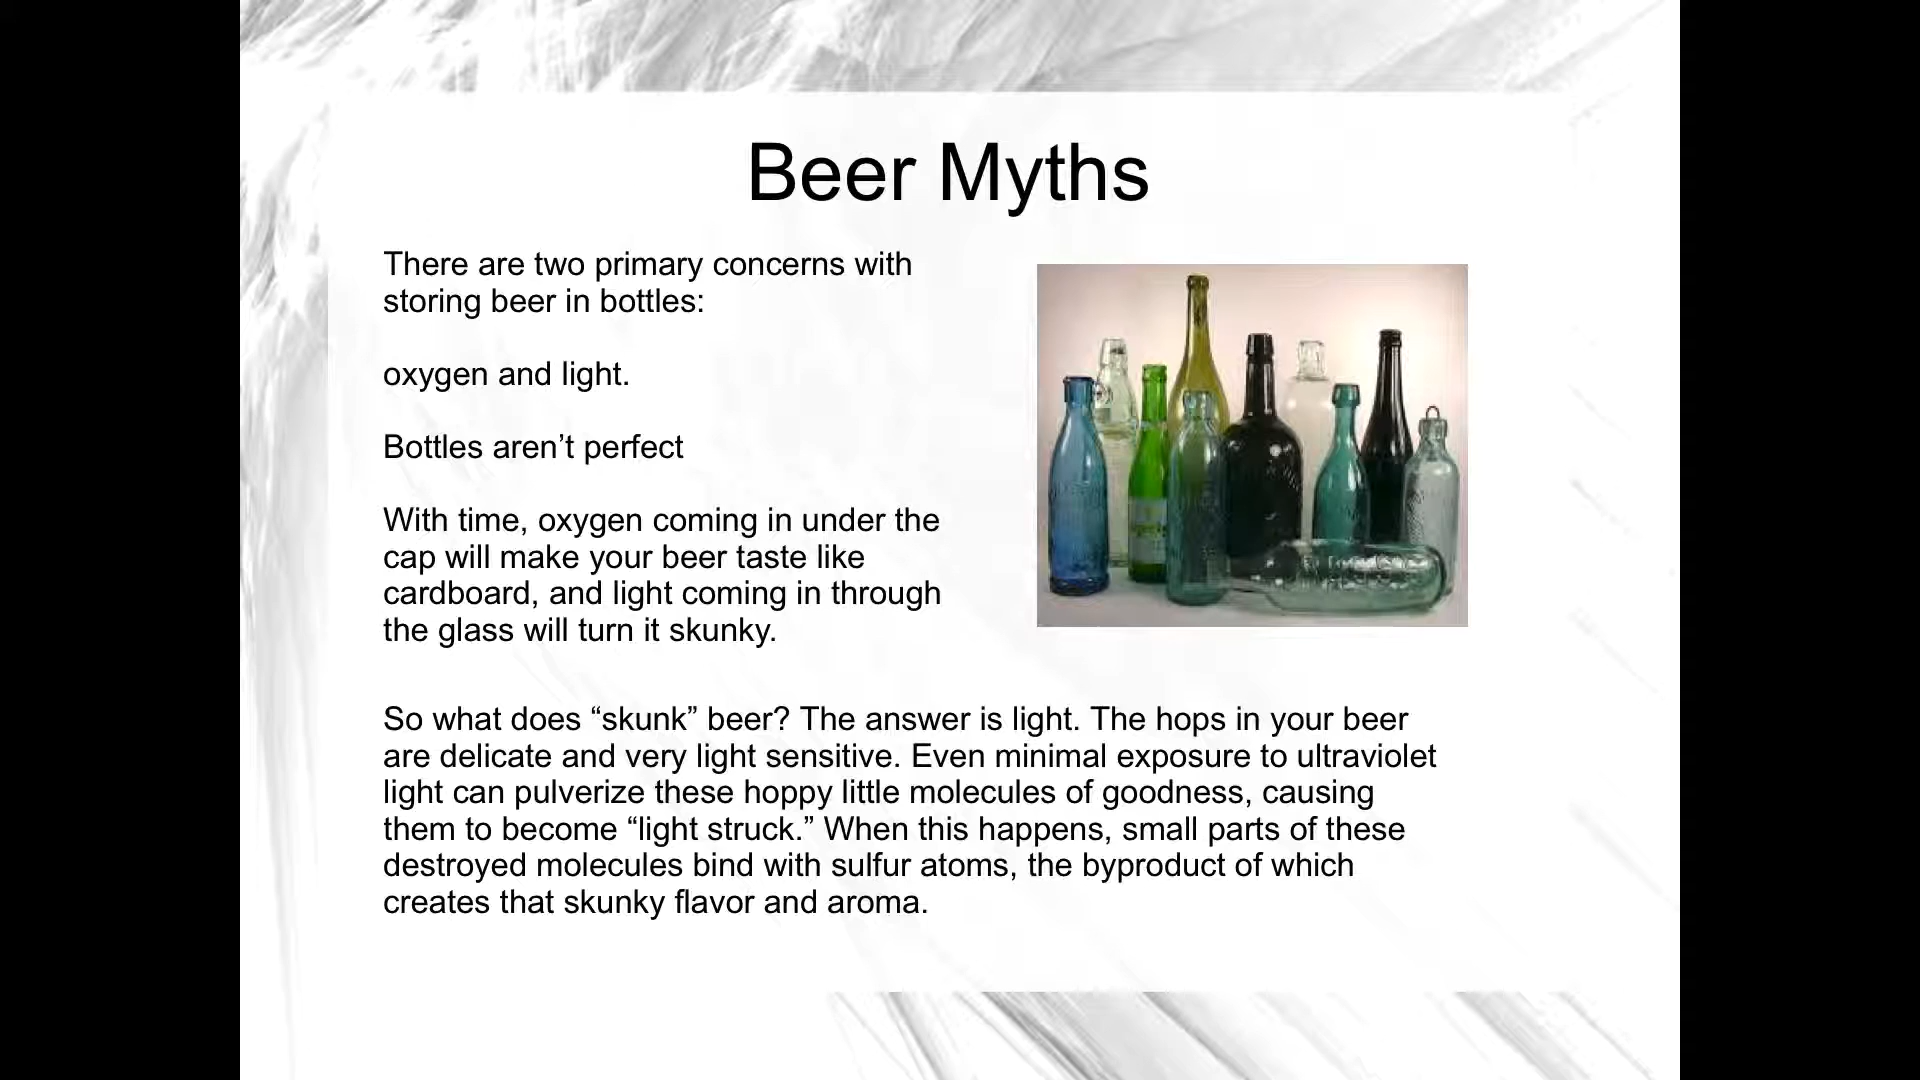 Beer Myths
There are two primary concerns with
storing beer in bottles:
oxygen and light.
Bottles aren’t perfect
With time, oxygen coming in under the
cap will make your beer taste like
cardboard, and light coming in through
the glass will turn it skunky.
So what does “skunk” beer? The answer is light. The hops in your beer
are delicate and very light sensitive. Even minimal exposure to ultraviolet
light can pulverize these hoppy little molecules of goodness, causing
them to become “light struck.” When this happens, small parts of these
destroyed molecules bind with sulfur atoms, the byproduct of which
creates that skunky flavor and aroma.